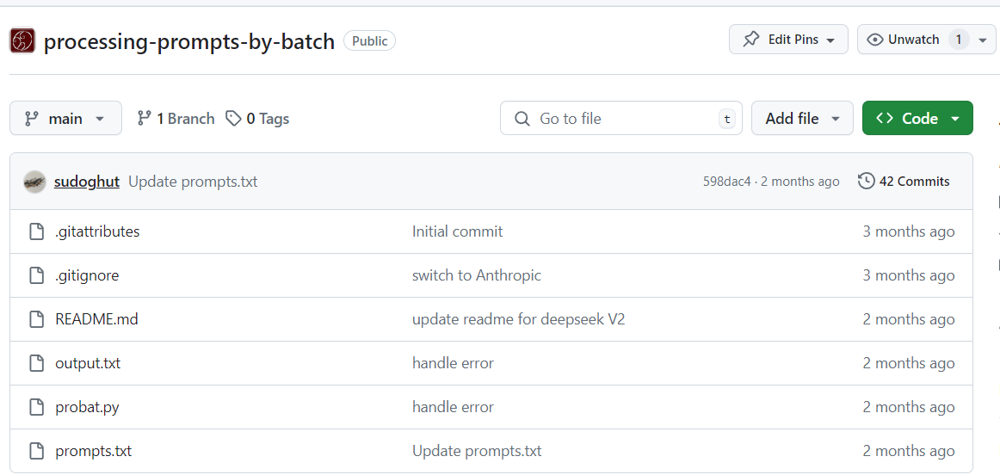 processing-prompts-by-batch Public Edit Pins Unwatch 1
main 1 Branch 0 Tags Go to file t Add file Code
sudoghut Update prompts.txt 598dac4 · 2 months ago 42 Commits
.gitattributes Initial commit 3 months ago
.gitignore switch to Anthropic 3 months ago
README.md update readme for deepseek V2 2 months ago
output.txt handle error 2 months ago
probat.py handle error 2 months ago
prompts.txt Update prompts.txt 2 months ago